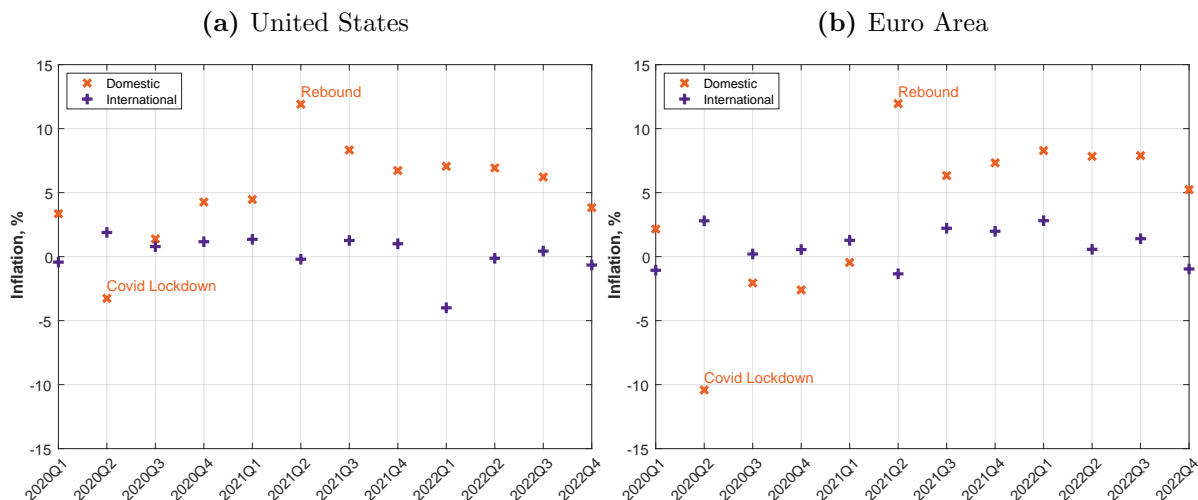 (a) United States
15
10
5
0
-5
-10
-15
Inflation, %
Domestic
International
Rebound
Covid Lockdown
2020Q1
2020Q2
2020Q3
2020Q4
2021Q1
2021Q2
2021Q3
2021Q4
2022Q1
2022Q2
2022Q3
2022Q4
(b) Euro Area
15
10
5
0
-5
-10
-15
Inflation, %
Domestic
International
Rebound
Covid Lockdown
2020Q1
2020Q2
2020Q3
2020Q4
2021Q1
2021Q2
2021Q3
2021Q4
2022Q1
2022Q2
2022Q3
2022Q4